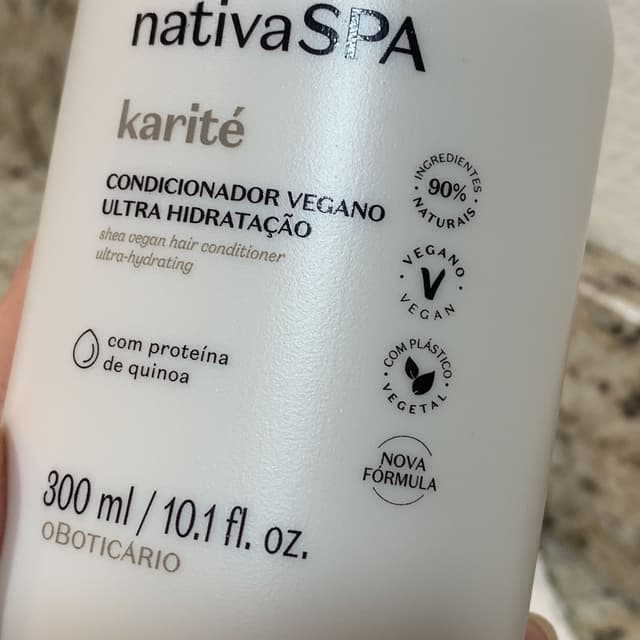 nativaSPA
karité
CONDICIONADOR VEGANO
ULTRA HIDRATAÇÃO
shea vegan hair conditioner
ultra-hydrating
com proteína
de quinoa
300 ml / 10.1 fl. oz.
oBOTICÁRIO
INGREDIENTES
90%
NATURAIS
VEGANO
V
VEGAN
COM PLÁSTICO
VEGETAL
NOVA
FÓRMULA